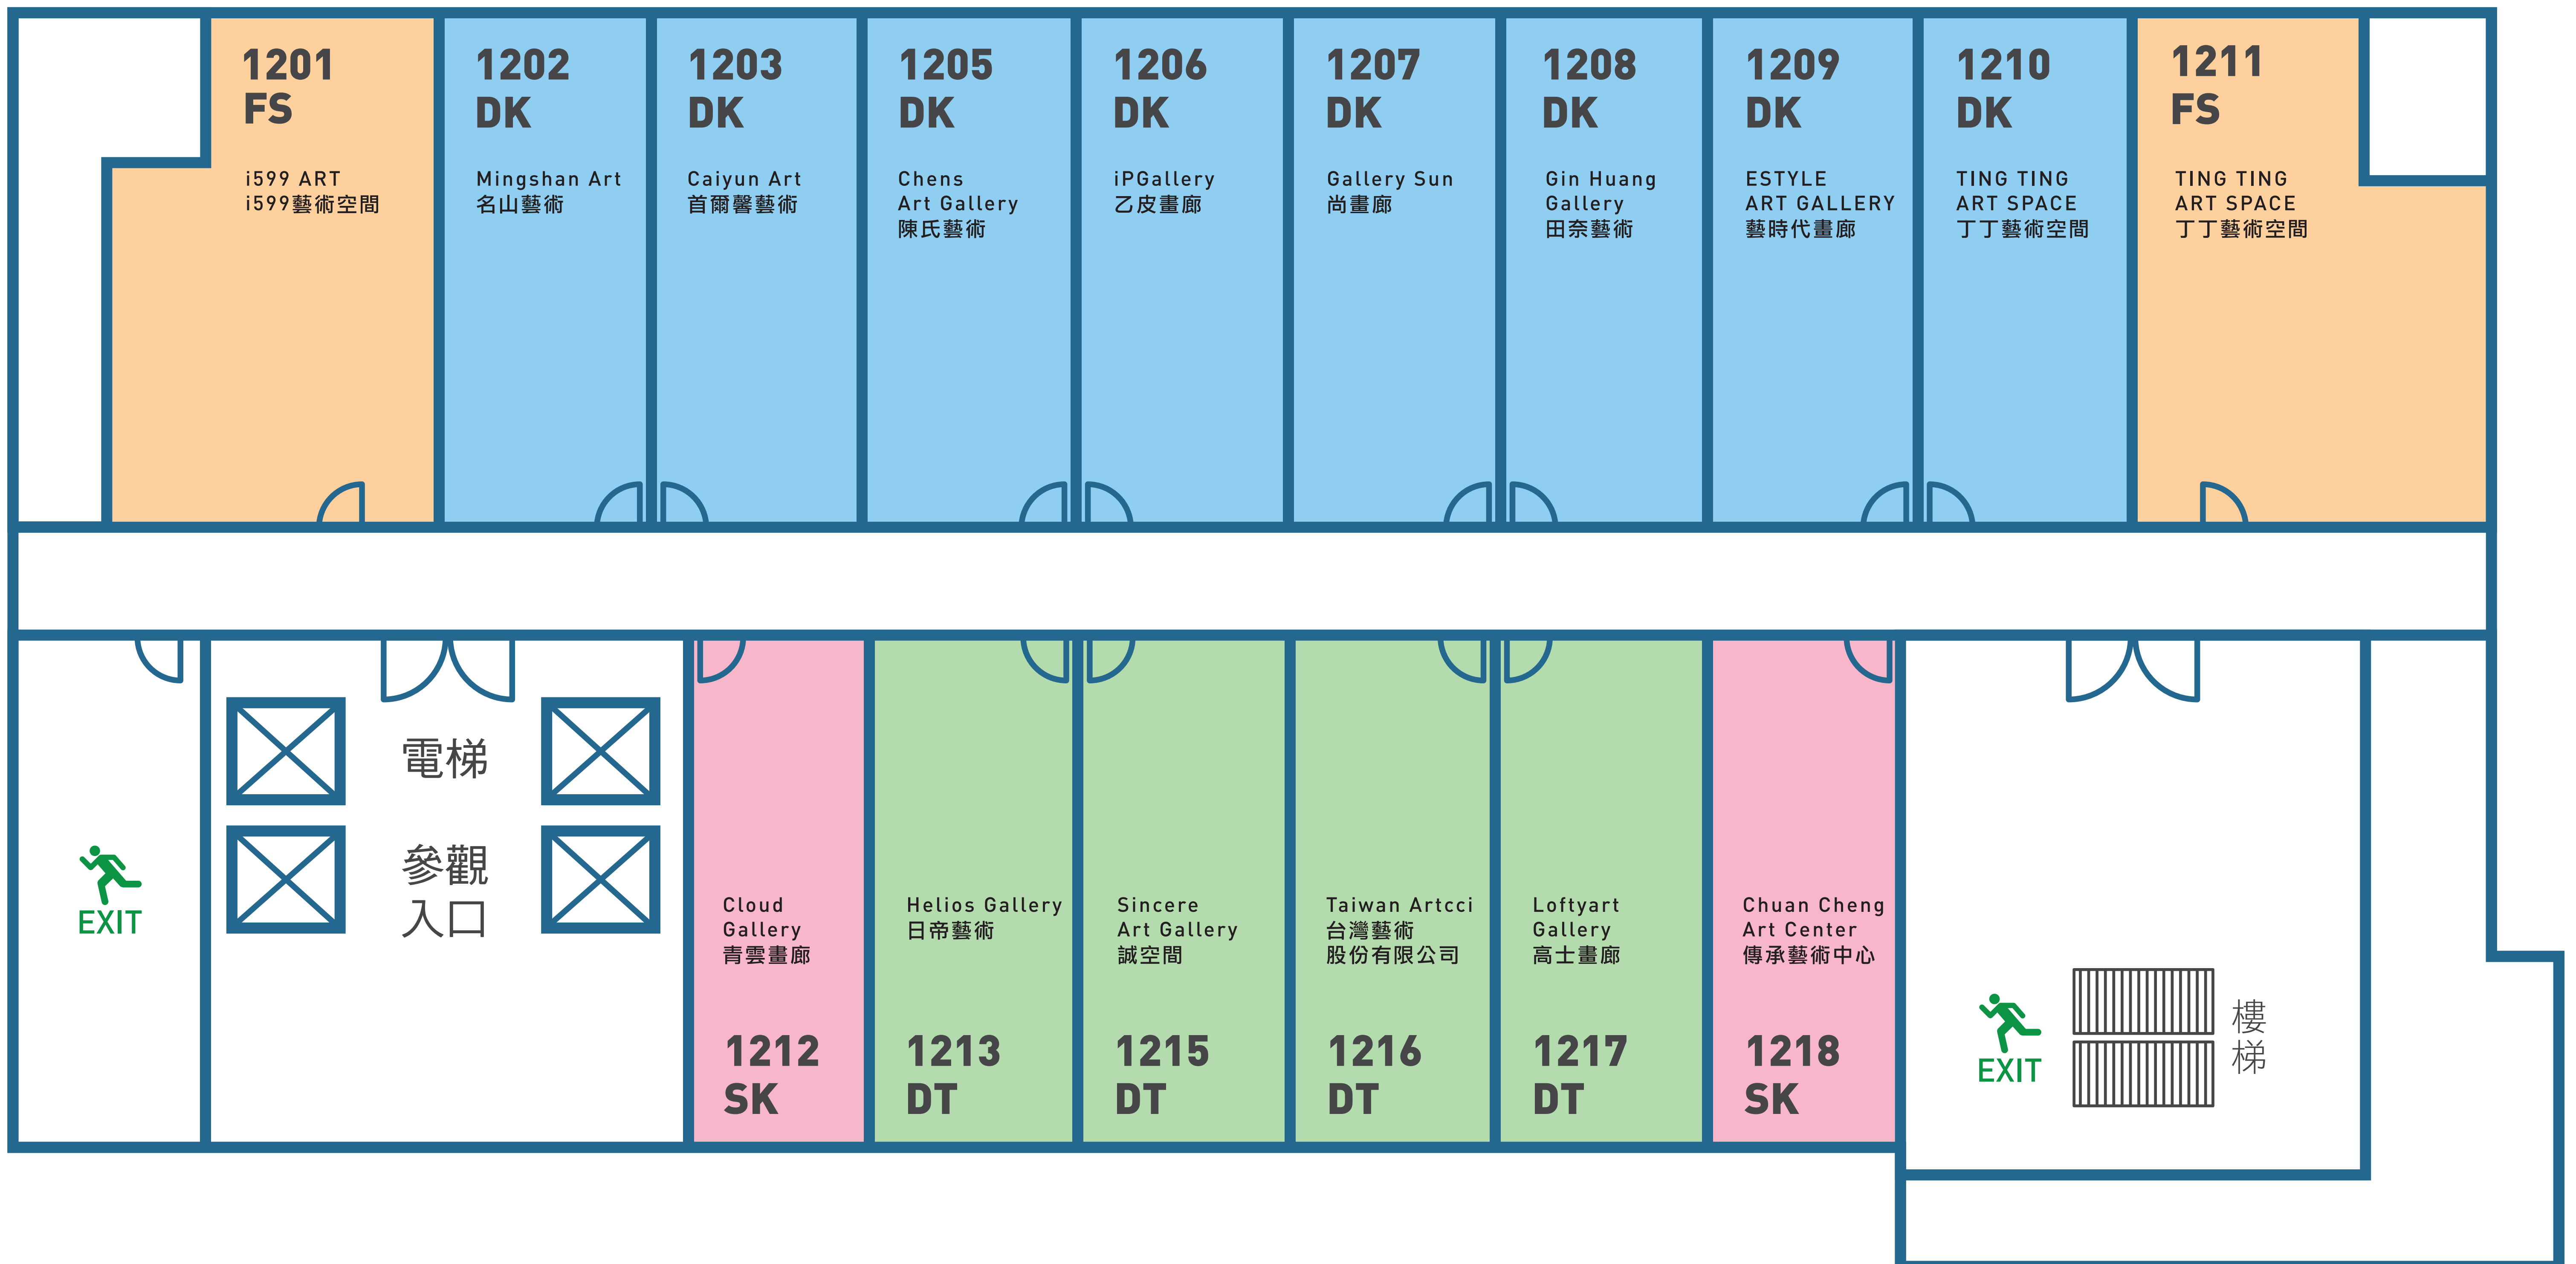 1201
FS
i599 ART
i599藝術空間
1202
DK
Mingshan Art
名山藝術
1203
DK
Caiyun Art
首爾馨藝術
1205
DK
Chens
Art Gallery
陳氏藝術
1206
DK
iPGallery
乙皮畫廊
1207
DK
Gallery Sun
尚畫廊
1208
DK
Gin Huang
Gallery
田奈藝術
1209
DK
ESTYLE
ART GALLERY
藝時代畫廊
1210
DK
TING TING
ART SPACE
丁丁藝術空間
1211
FS
TING TING
ART SPACE
丁丁藝術空間
EXIT
電梯
參觀
入口
Cloud
Gallery
青雲畫廊
1212
SK
Helios Gallery
日帝藝術
1213
DT
Sincere
Art Gallery
誠空間
1215
DT
Taiwan Artcci
台灣藝術
股份有限公司
1216
DT
Loftyart
Gallery
高士畫廊
1217
DT
Chuan Cheng
Art Center
傳承藝術中心
1218
SK
EXIT
樓
梯